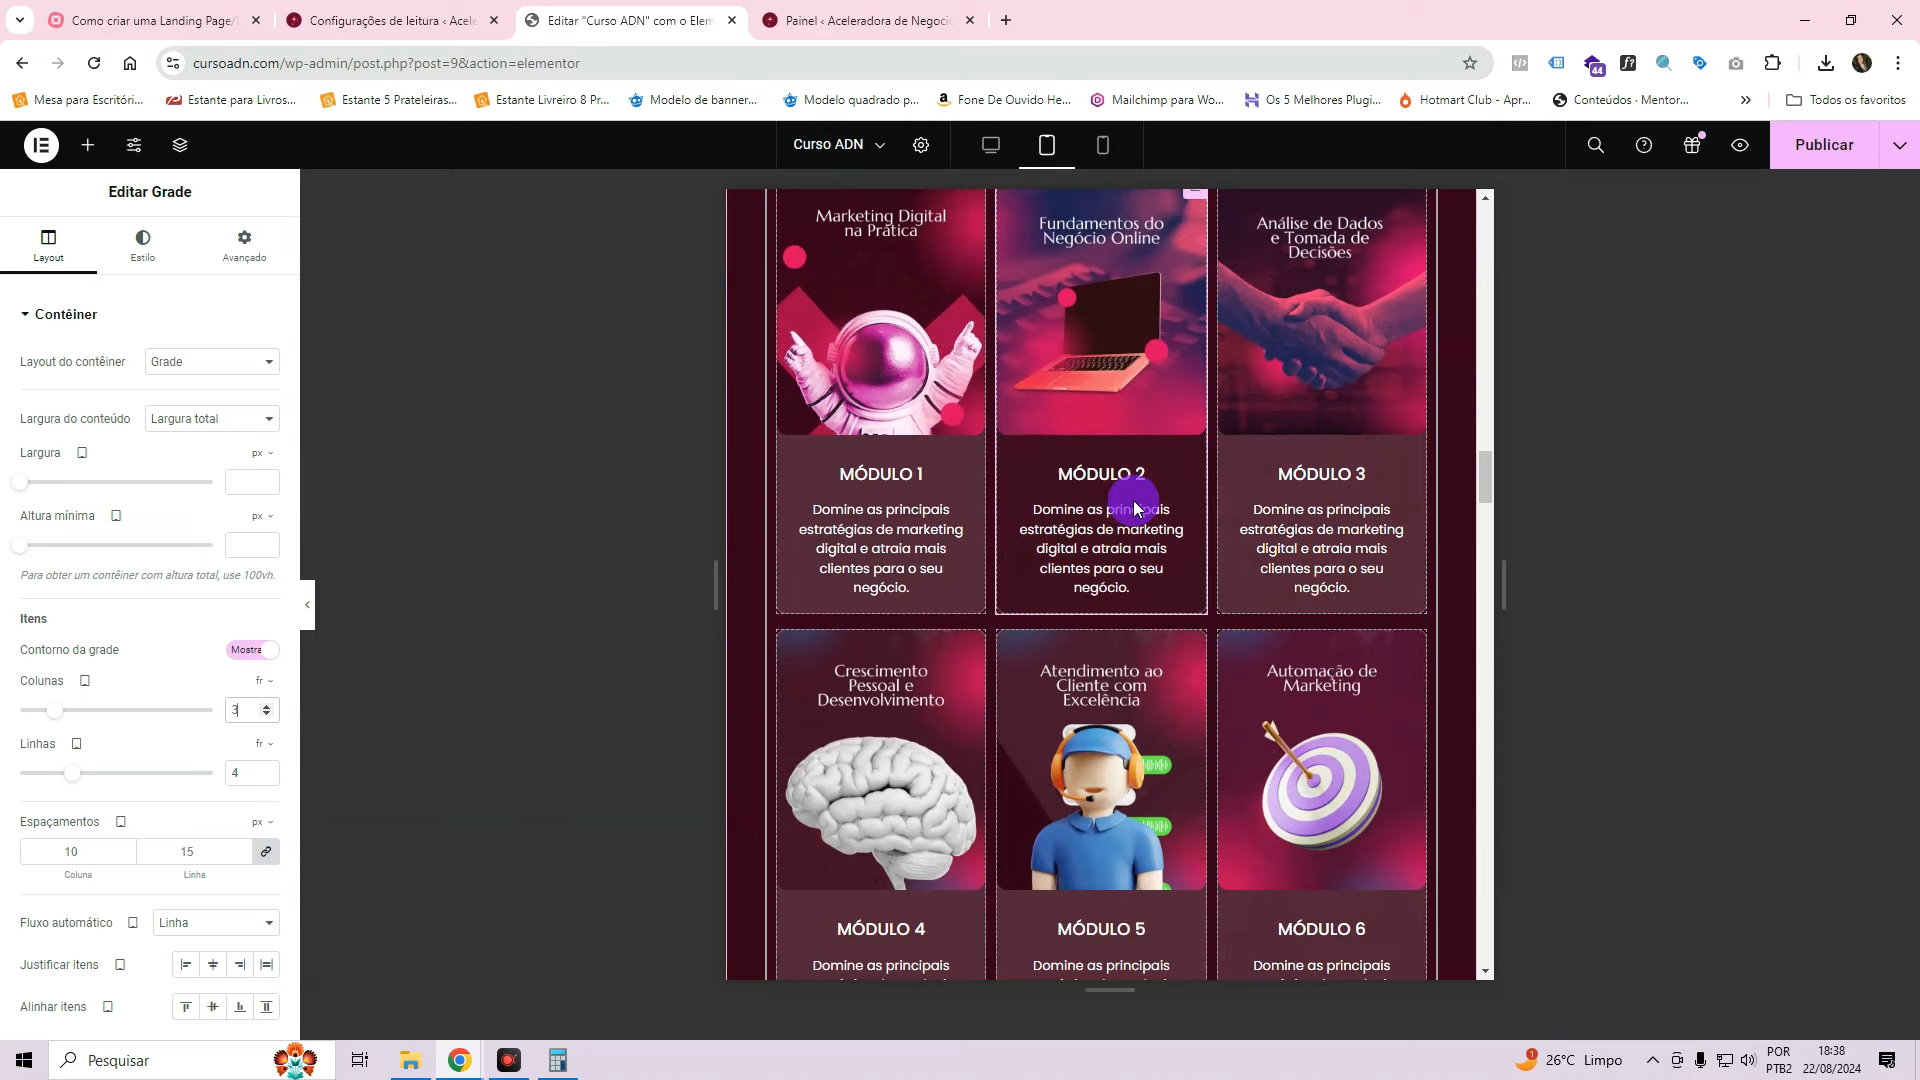 Como criar uma Landing Page/
Configurações de leitura ‹ Acele
Editar "Curso ADN" com o Elem
Painel ‹ Aceleradora de Negocio
cursoadn.com/wp-admin/post.php?post=9&action=elementor
44
Mesa para Escritóri...
Estante para Livros...
Estante 5 Prateleiras...
Estante Livreiro 8 Pr...
Modelo de banner...
Modelo quadrado p...
Fone De Ouvido He...
Mailchimp para Wo...
Os 5 Melhores Plugi...
Hotmart Club - Apr...
Conteúdos · Mentor...
Todos os favoritos
Curso ADN
Publicar
Editar Grade
Layout
Estilo
Avançado
Contêiner
Layout do contêiner
Grade
Largura do conteúdo
Largura total
Largura
px
Altura mínima
px
Para obter um contêiner com altura total, use 100vh.
Itens
Contorno da grade
Mostra
Colunas
fr
3
Linhas
fr
4
Espaçamentos
px
10
15
Coluna
Linha
Fluxo automático
Linha
Justificar itens
Alinhar itens
Marketing Digital
na Prática
Fundamentos do
Negócio Online
Análise de Dados
e Tomada de
Decisões
MÓDULO 1
Domine as principais
estratégias de marketing
digital e atraia mais
clientes para o seu
negócio.
MÓDULO 2
Domine as principais
estratégias de marketing
digital e atraia mais
clientes para o seu
negócio.
MÓDULO 3
Domine as principais
estratégias de marketing
digital e atraia mais
clientes para o seu
negócio.
Crescimento
Pessoal e
Desenvolvimento
Atendimento ao
Cliente com
Excelência
Automação de
Marketing
MÓDULO 4
Domine as principais
MÓDULO 5
Domine as principais
MÓDULO 6
Domine as principais
Pesquisar
1
26°C Limpo
POR
PTB2
18:38
22/08/2024